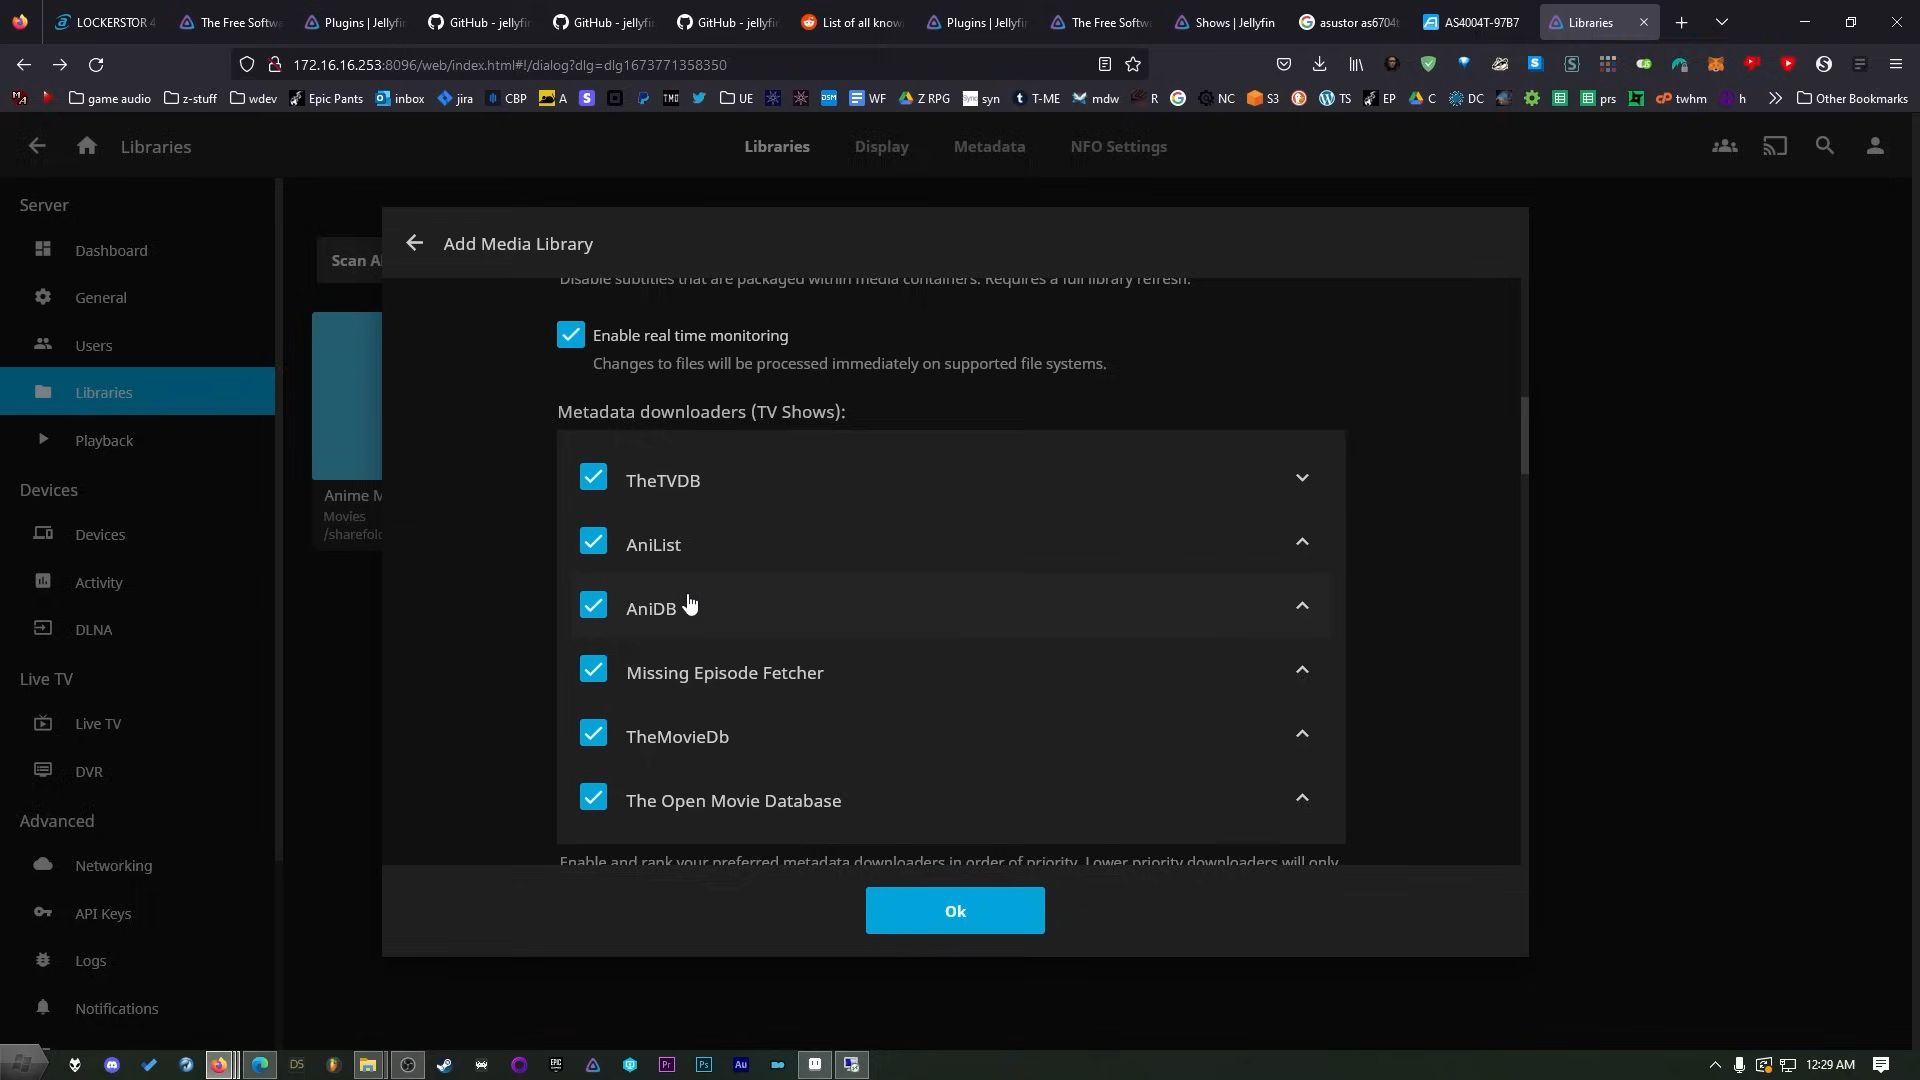 LOCKERSTOR 4
The Free Softw
Plugins | Jellyfi
GitHub - jellyfi
GitHub - jellyfi
GitHub - jellyfi
List of all know
Plugins | Jellyfi
The Free Softw
Shows | Jellyfin
asustor as6704t
AS4004T-97B7
Libraries
172.16.16.253:8096/web/index.html#!/dialog?dlg=dlg1673771358350
game audio
z-stuff
wdev
Epic Pants
inbox
jira
CBP
A
UE
WF
Z RPG
syn
T-ME
mdw
R
NC
S3
TS
EP
C
DC
prs
twhm
h
Other Bookmarks
Libraries
Libraries
Display
Metadata
NFO Settings
Server
Dashboard
General
Users
Libraries
Playback
Devices
Devices
Activity
DLNA
Live TV
Live TV
DVR
Advanced
Networking
API Keys
Logs
Notifications
Scan Al
Anime M
Movies
/sharefol
Add Media Library
Disable subtitles that are packaged within media containers. Requires a full library refresh.
Enable real time monitoring
Changes to files will be processed immediately on supported file systems.
Metadata downloaders (TV Shows):
TheTVDB
AniList
AniDB
Missing Episode Fetcher
TheMovieDb
The Open Movie Database
Enable and rank your preferred metadata downloaders in order of priority. Lower priority downloaders will only
Ok
12:29 AM